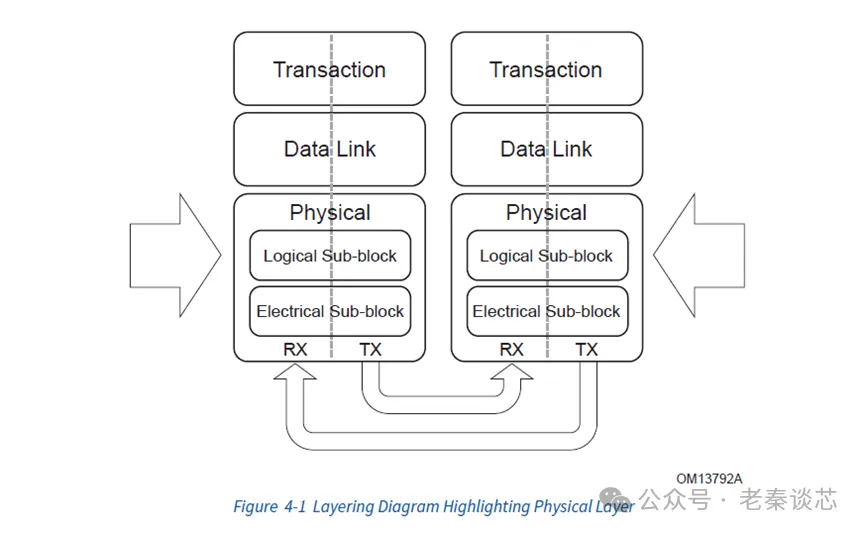 Transaction
Transaction
Data Link
Data Link
Physical
Physical
Logical Sub-block
Logical Sub-block
Electrical Sub-block
Electrical Sub-block
RX TX
RX TX
OM13792A
公众号 · 老秦谈芯
Figure 4-1 Layering Diagram Highlighting Physical Layer